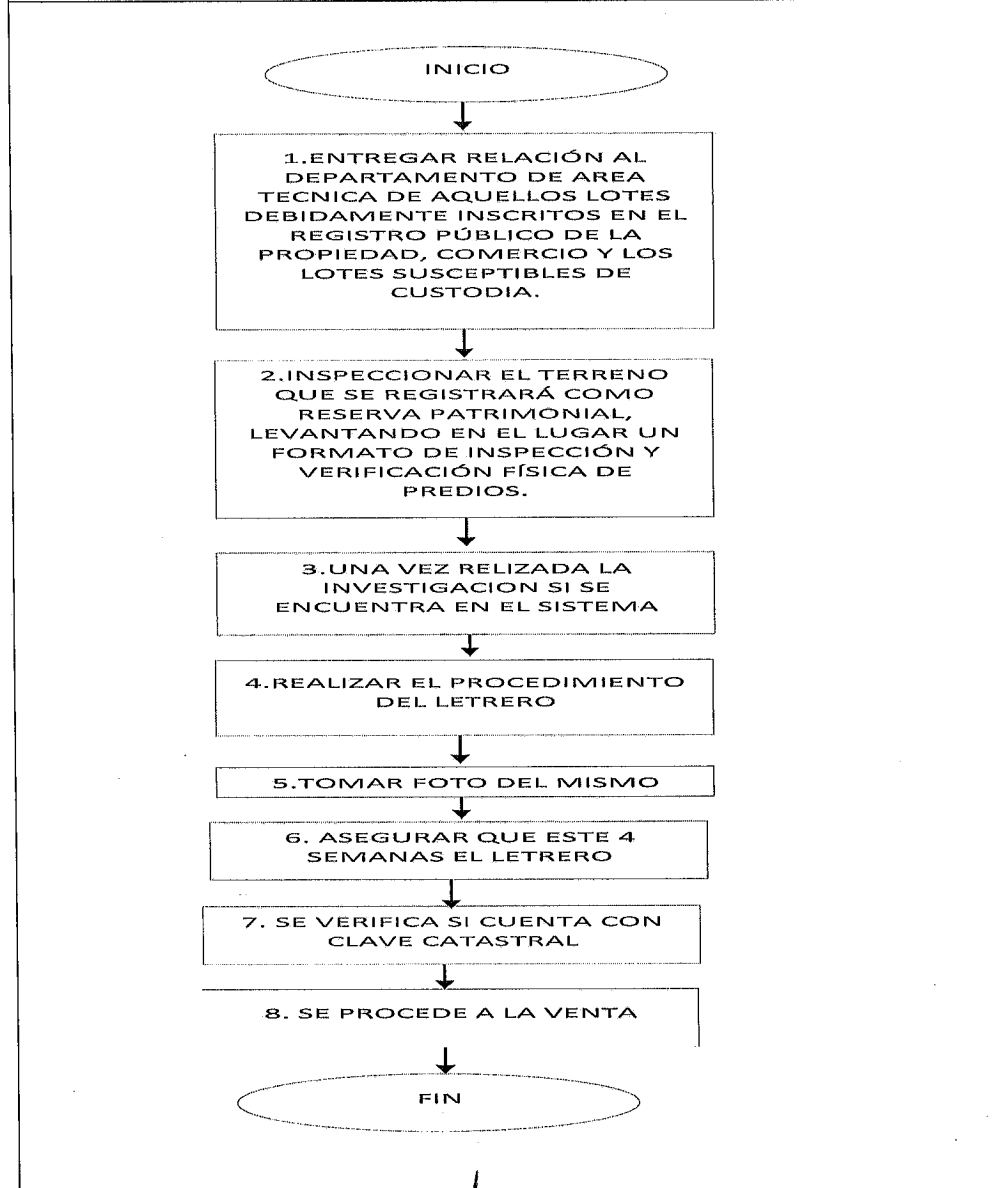 INICIO
1.ENTREGAR RELACIÓN AL
DEPARTAMENTO DE AREA
TECNICA DE AQUELLOS LOTES
DEBIDAMENTE INSCRITOS EN EL
REGISTRO PÚBLICO DE LA
PROPIEDAD, COMERCIO Y LOS
LOTES SUSCEPTIBLES DE
CUSTODIA.
2.INSPECCIONAR EL TERRENO
QUE SE REGISTRARÁ COMO
RESERVA PATRIMONIAL,
LEVANTANDO EN EL LUGAR UN
FORMATO DE INSPECCIÓN Y
VERIFICACIÓN FÍSICA DE
PREDIOS.
3.UNA VEZ RELIZADA LA
INVESTIGACION SI SE
ENCUENTRA EN EL SISTEMA
4.REALIZAR EL PROCEDIMIENTO
DEL LETRERO
5.TOMAR FOTO DEL MISMO
6. ASEGURAR QUE ESTE 4
SEMANAS EL LETRERO
7. SE VERIFICA SI CUENTA CON
CLAVE CATASTRAL
8. SE PROCEDE A LA VENTA
FIN